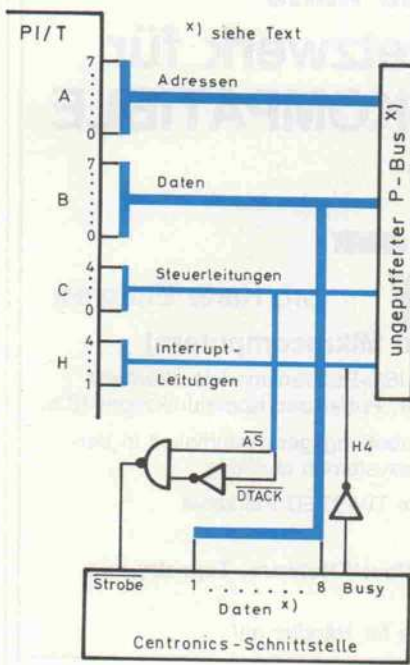 PI/T
x) siehe Text
7
A
Adressen
0
7
B
Daten
0
4
C
Steuerleitungen
0
4
H
Interrupt-
Leitungen
1
ungepufferter P-Bus x)
AS
DTACK
H4
Strobe
1 ........ 8
Busy
Daten x)
Centronics-Schnittstelle